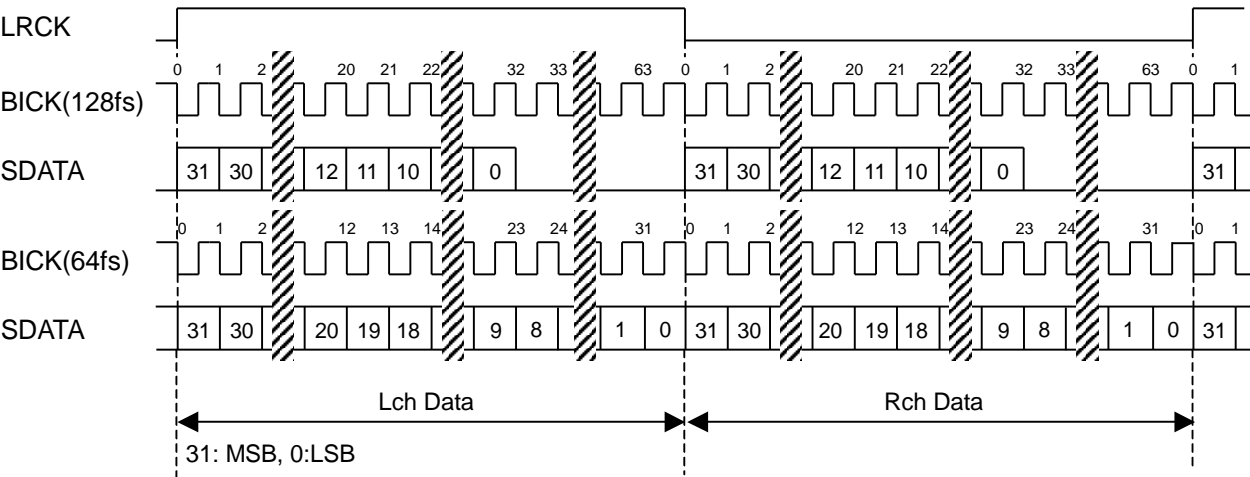 LRCK
0 1 2 20 21 22 32 33 63 0 1 2 20 21 22 32 33 63 0 1
BICK(128fs)
SDATA 31 30 12 11 10 0 31 30 12 11 10 0 31
0 1 2 12 13 14 23 24 31 0 1 2 12 13 14 23 24 31 0 1
BICK(64fs)
SDATA 31 30 20 19 18 9 8 1 0 31 30 20 19 18 9 8 1 0 31
Lch Data Rch Data
31: MSB, 0:LSB